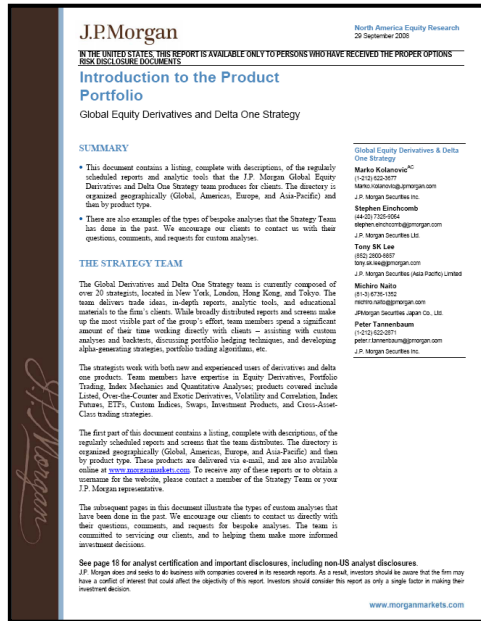 J.P.Morgan
North America Equity Research
29 September 2008
IN THE UNITED STATES, THIS REPORT IS AVAILABLE ONLY TO PERSONS WHO HAVE RECEIVED THE PROPER OPTIONS
RISK DISCLOSURE DOCUMENTS
Introduction to the Product
Portfolio
Global Equity Derivatives and Delta One Strategy
SUMMARY
• This document contains a listing, complete with descriptions, of the regularly
scheduled reports and analytic tools that the J.P. Morgan Global Equity
Derivatives and Delta One Strategy team produces for clients. The directory is
organized geographically (Global, Americas, Europe, and Asia-Pacific) and
then by product type.
• There are also examples of the types of bespoke analyses that the Strategy Team
has done in the past. We encourage our clients to contact us with their
questions, comments, and requests for custom analyses.
THE STRATEGY TEAM
The Global Derivatives and Delta One Strategy team is currently composed of
over 20 strategists, located in New York, London, Hong Kong, and Tokyo. The
team delivers trade ideas, in-depth reports, analytic tools, and educational
materials to the firm's clients. While broadly distributed reports and screens make
up the most visible part of the group's effort, team members spend a significant
amount of their time working directly with clients – assisting with custom
analyses and backtests, discussing portfolio hedging techniques, and developing
alpha-generating strategies, portfolio trading algorithms, etc.
The strategists work with both new and experienced users of derivatives and delta
one products. Team members have expertise in Equity Derivatives, Portfolio
Trading, Index Mechanics and Quantitative Analyses; products covered include
Listed, Over-the-Counter and Exotic Derivatives, Volatility and Correlation, Index
Futures, ETFs, Custom Indices, Swaps, Investment Products, and Cross-Asset-
Class trading strategies.
The first part of this document contains a listing, complete with descriptions, of the
regularly scheduled reports and screens that the team distributes. The directory is
organized geographically (Global, Americas, Europe, and Asia-Pacific) and then
by product type. These products are delivered via e-mail, and are also available
online at www.morganmarkets.com. To receive any of these reports or to obtain a
username for the website, please contact a member of the Strategy Team or your
J.P. Morgan representative.
The subsequent pages in this document illustrate the types of custom analyses that
have been done in the past. We encourage our clients to contact us directly with
their questions, comments, and requests for bespoke analyses. The team is
committed to servicing our clients, and to helping them make more informed
investment decisions.
Global Equity Derivatives & Delta
One Strategy
Marko Kolanovic AC
(1-212) 622-3677
Marko.Kolanovic@jpmorgan.com
J.P. Morgan Securities Inc.
Stephen Einchcomb
(44-20) 7325-9064
stephen.einchcomb@jpmorgan.com
J.P. Morgan Securities Ltd.
Tony SK Lee
(852) 2800-8857
tony.sk.lee@jpmorgan.com
J.P. Morgan Securities (Asia Pacific) Limited
Michiro Naito
(81-3) 6736-1352
michiro.naito@jpmorgan.com
JPMorgan Securities Japan Co., Ltd.
Peter Tannenbaum
(1-212) 622-2871
peter.r.tannenbaum@jpmorgan.com
J.P. Morgan Securities Inc.
J.P.Morgan
See page 18 for analyst certification and important disclosures, including non-US analyst disclosures.
J.P. Morgan does and seeks to do business with companies covered in its research reports. As a result, investors should be aware that the firm may
have a conflict of interest that could affect the objectivity of this report. Investors should consider this report as only a single factor in making their
investment decision.
www.morganmarkets.com